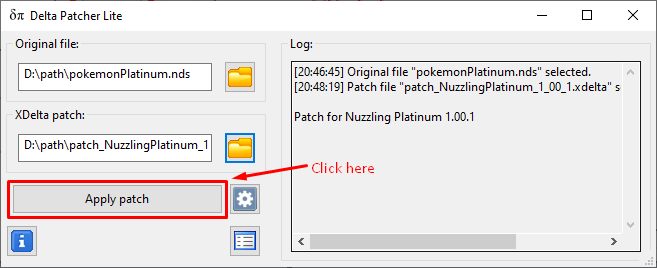 δπ Delta Patcher Lite
Original file:
D:\path\pokemonPlatinum.nds
XDelta patch:
D:\path\patch_NuzzlingPlatinum_1
Apply patch
Log:
[20:46:45] Original file "pokemonPlatinum.nds" selected.
[20:48:19] Patch file "patch_NuzzlingPlatinum_1_00_1.xdelta" s
Patch for Nuzzling Platinum 1.00.1
Click here